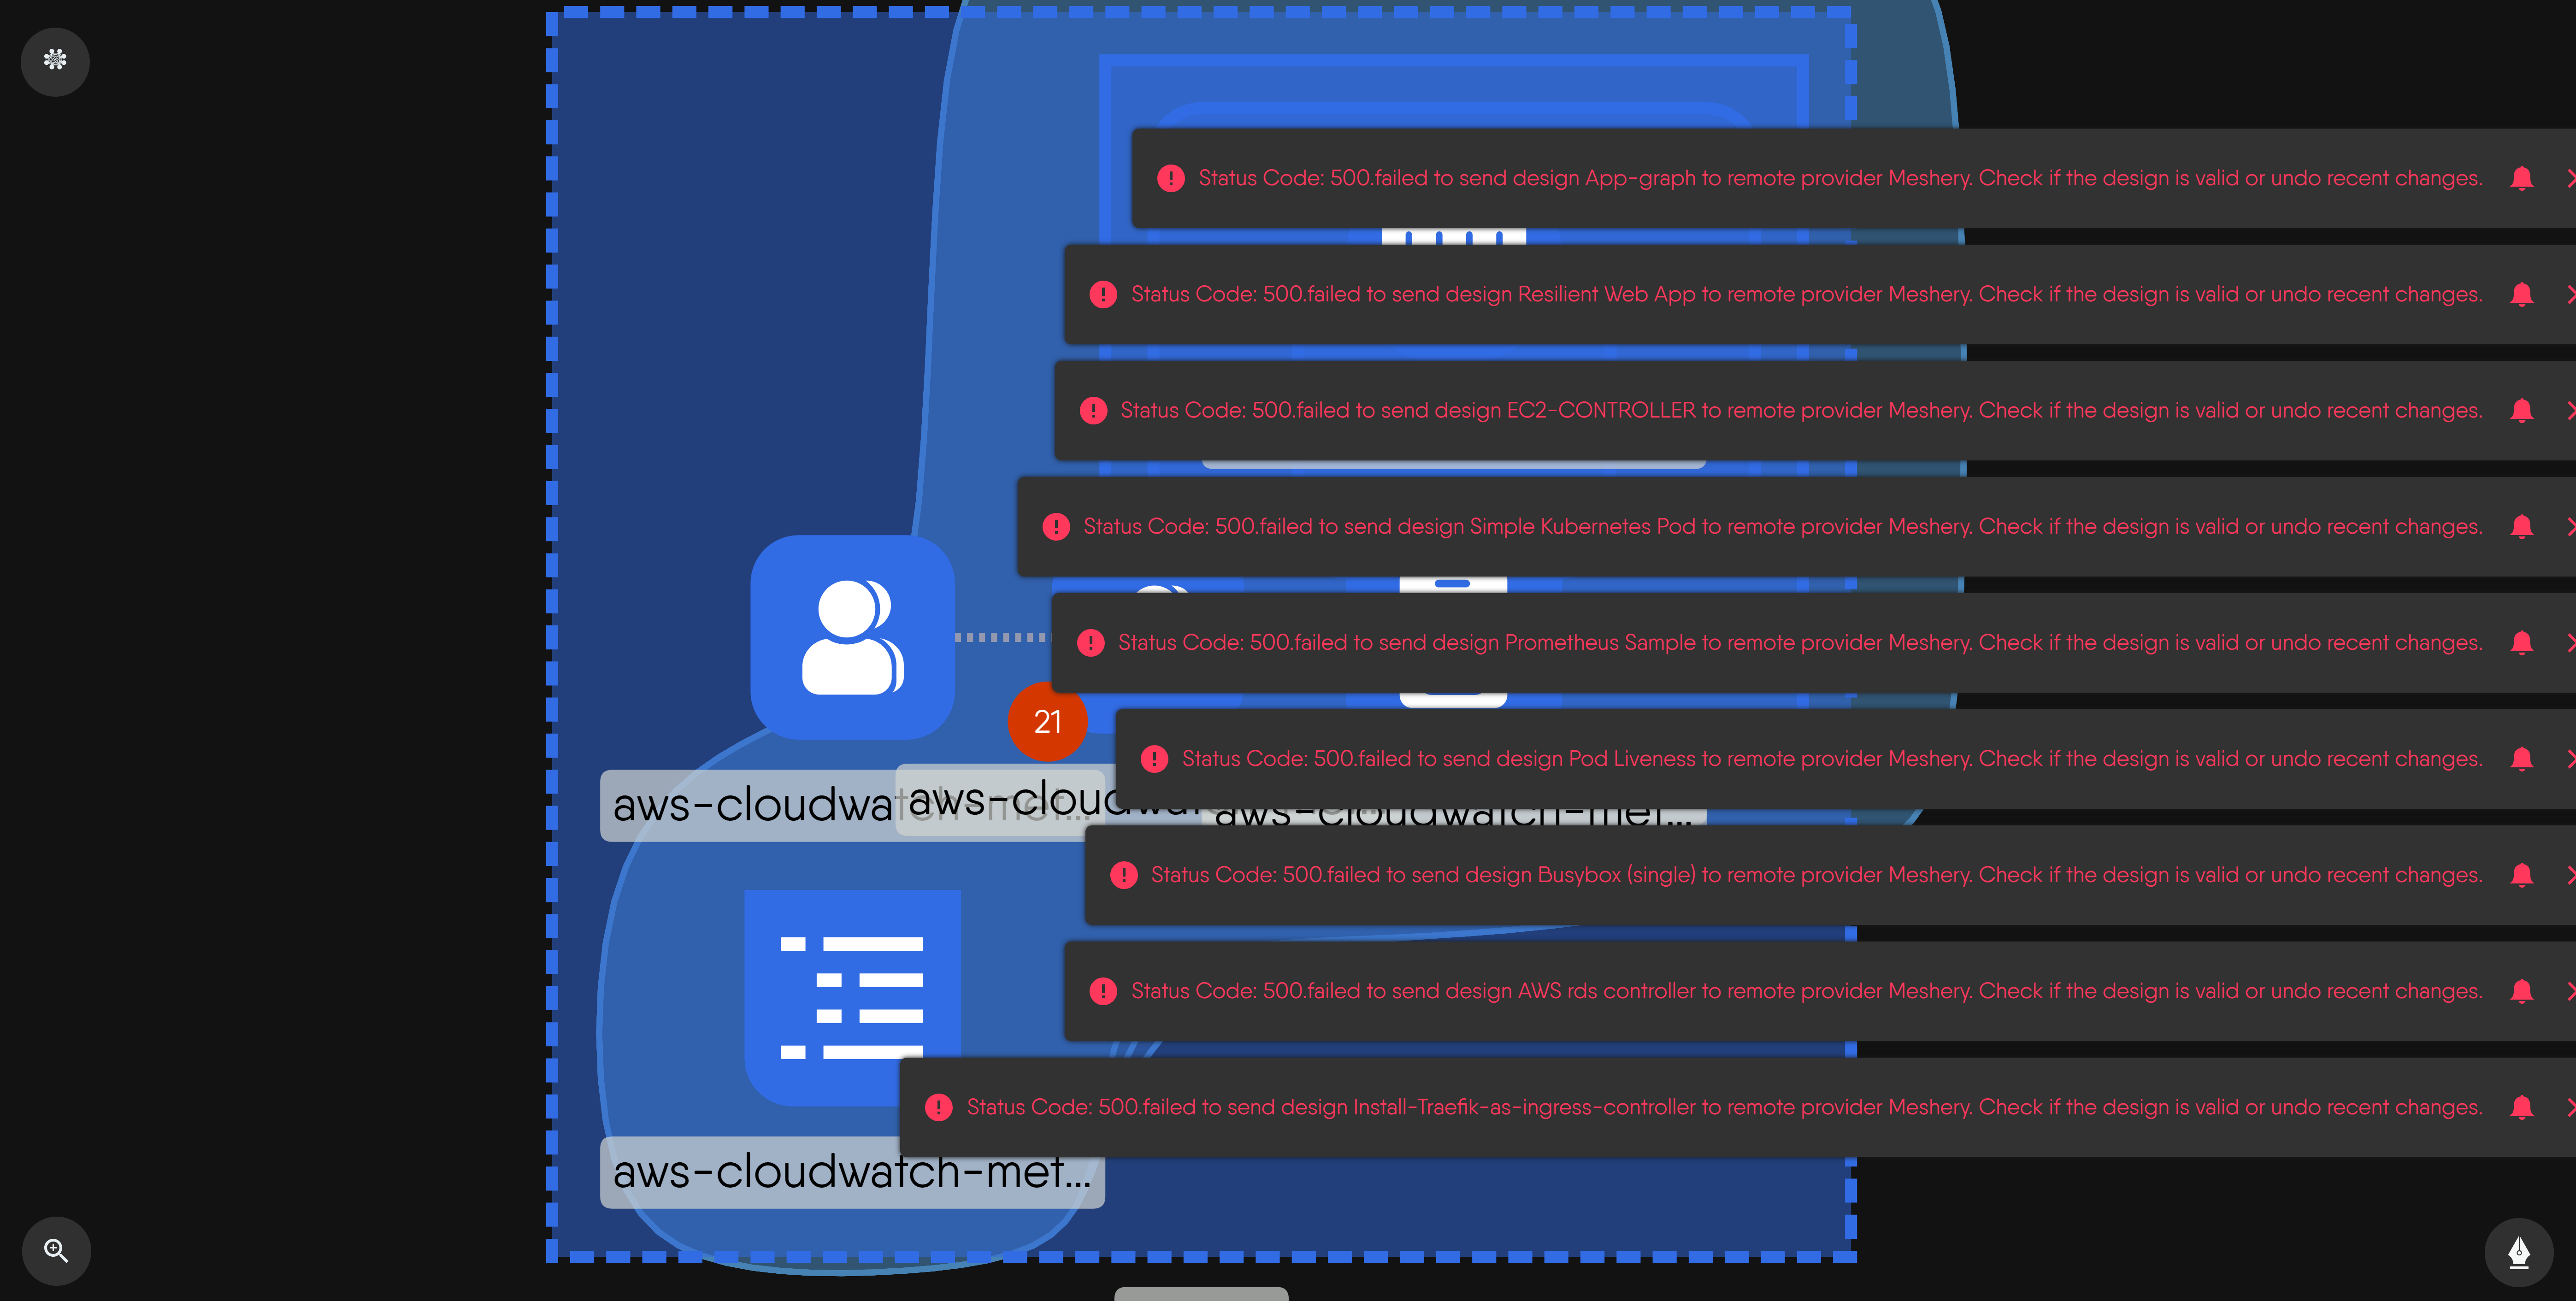 Status Code: 500.failed to send design App-graph to remote provider Meshery. Check if the design is valid or undo recent changes.
Status Code: 500.failed to send design Resilient Web App to remote provider Meshery. Check if the design is valid or undo recent changes.
Status Code: 500.failed to send design EC2-CONTROLLER to remote provider Meshery. Check if the design is valid or undo recent changes.
Status Code: 500.failed to send design Simple Kubernetes Pod to remote provider Meshery. Check if the design is valid or undo recent changes.
Status Code: 500.failed to send design Prometheus Sample to remote provider Meshery. Check if the design is valid or undo recent changes.
21
Status Code: 500.failed to send design Pod Liveness to remote provider Meshery. Check if the design is valid or undo recent changes.
aws-cloudwatch-met...
aws-cloudwat
aws-cloudwatch-met...
Status Code: 500.failed to send design Busybox (single) to remote provider Meshery. Check if the design is valid or undo recent changes.
Status Code: 500.failed to send design AWS rds controller to remote provider Meshery. Check if the design is valid or undo recent changes.
Status Code: 500.failed to send design Install-Traefik-as-ingress-controller to remote provider Meshery. Check if the design is valid or undo recent changes.
aws-cloudwatch-met...